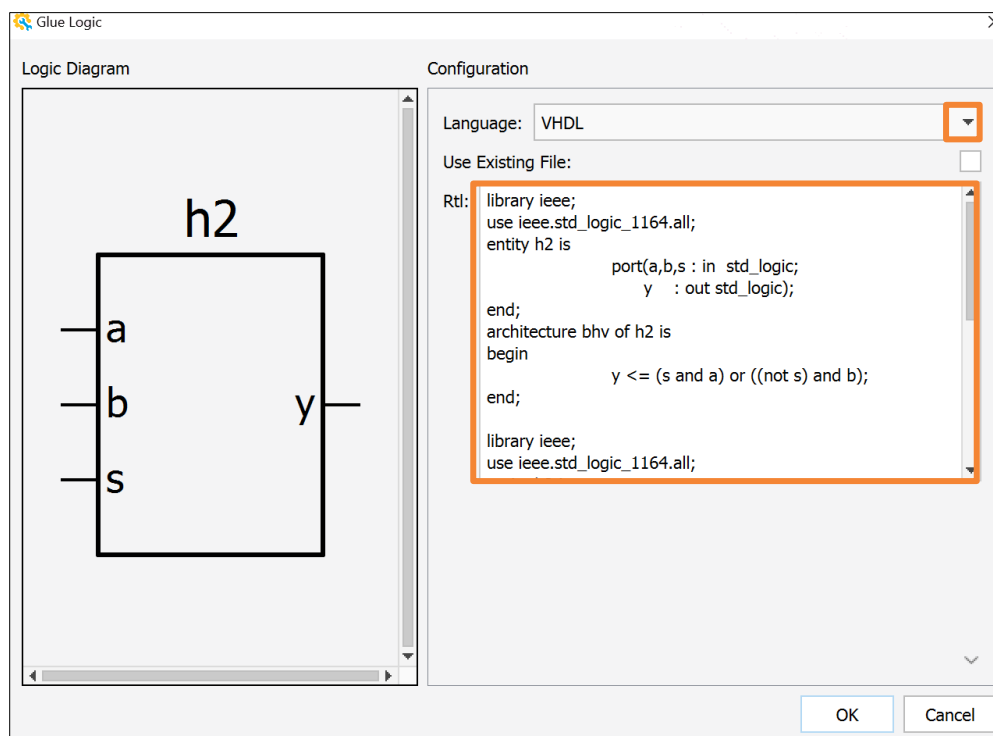 Glue Logic
Logic Diagram
h2
a
b
s
y
Configuration
Language: VHDL
Use Existing File:
Rtl:
library ieee;
use ieee.std_logic_1164.all;
entity h2 is
port(a,b,s : in std_logic;
y : out std_logic);
end;
architecture bhv of h2 is
begin
y <= (s and a) or ((not s) and b);
end;
library ieee;
use ieee.std_logic_1164.all;
OK
Cancel